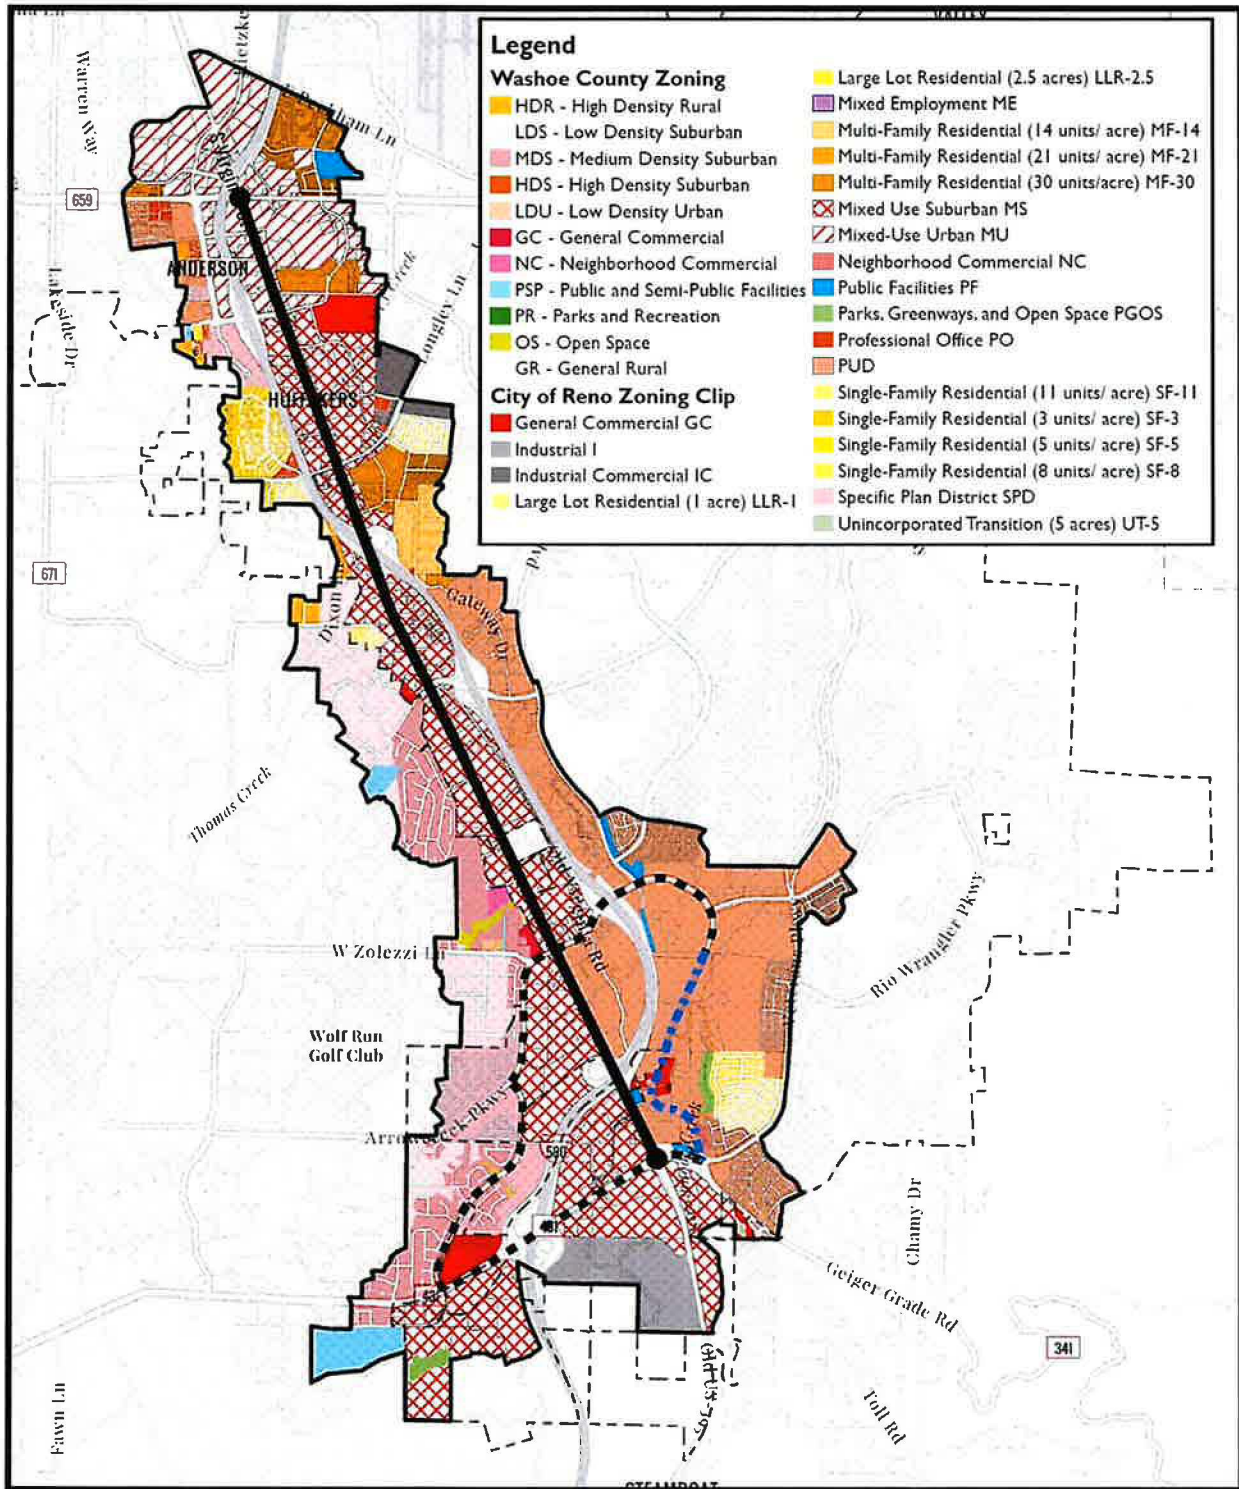 VALLEY
Warren Way
659
ANDERSON
Longley Ln
Lakeside Dr
671
Dixon
Gateway Dr
Thomas Creek
W Zolezzi Ln
Rio Wrangler Pkwy
Wolf Run
Golf Club
Arrowcreek Pkwy
580
431
Chamy Dr
Geiger Grade Rd
341
Toll Rd
Fawn Ln
STEAMBOAT
Legend
Washoe County Zoning
HDR - High Density Rural
LDS - Low Density Suburban
MDS - Medium Density Suburban
HDS - High Density Suburban
LDU - Low Density Urban
GC - General Commercial
NC - Neighborhood Commercial
PSP - Public and Semi-Public Facilities
PR - Parks and Recreation
OS - Open Space
GR - General Rural
City of Reno Zoning Clip
General Commercial GC
Industrial I
Industrial Commercial IC
Large Lot Residential (1 acre) LLR-1
Large Lot Residential (2.5 acres) LLR-2.5
Mixed Employment ME
Multi-Family Residential (14 units/ acre) MF-14
Multi-Family Residential (21 units/ acre) MF-21
Multi-Family Residential (30 units/acre) MF-30
Mixed Use Suburban MS
Mixed-Use Urban MU
Neighborhood Commercial NC
Public Facilities PF
Parks, Greenways, and Open Space PGOS
Professional Office PO
PUD
Single-Family Residential (11 units/ acre) SF-11
Single-Family Residential (3 units/ acre) SF-3
Single-Family Residential (5 units/ acre) SF-5
Single-Family Residential (8 units/ acre) SF-8
Specific Plan District SPD
Unincorporated Transition (5 acres) UT-5